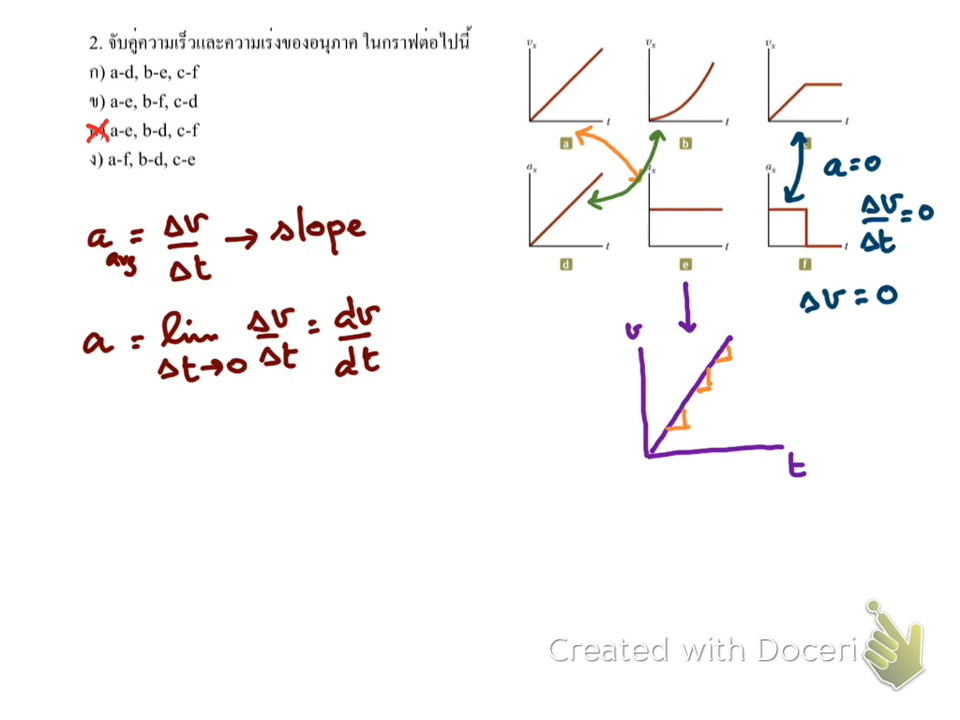 2. จับคู่ความเร็วและความเร่งของอนุภาค ในกราฟต่อไปนี้
ก) a-d, b-e, c-f
ข) a-e, b-f, c-d
a-e, b-d, c-f
ง) a-f, b-d, c-e
vₓ t a
vₓ t b
vₓ t
aₓ t d
aₓ t e
aₓ t f
a = 0
Δv/Δt = 0
Δv = 0
a avg = Δv/Δt → slope
a = lim Δt→0 Δv/Δt = dv/dt
v
t
Created with Doceri